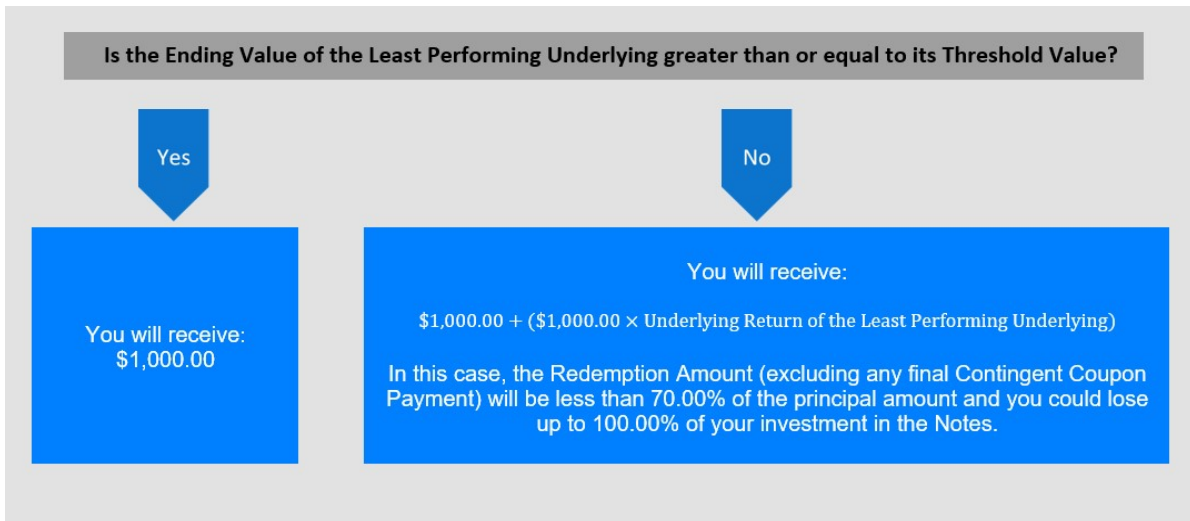 Is the Ending Value of the Least Performing Underlying greater than or equal to its Threshold Value?
Yes
No
You will receive:
$1,000.00
You will receive:
$1,000.00 + ($1,000.00 × Underlying Return of the Least Performing Underlying)
In this case, the Redemption Amount (excluding any final Contingent Coupon
Payment) will be less than 70.00% of the principal amount and you could lose
up to 100.00% of your investment in the Notes.